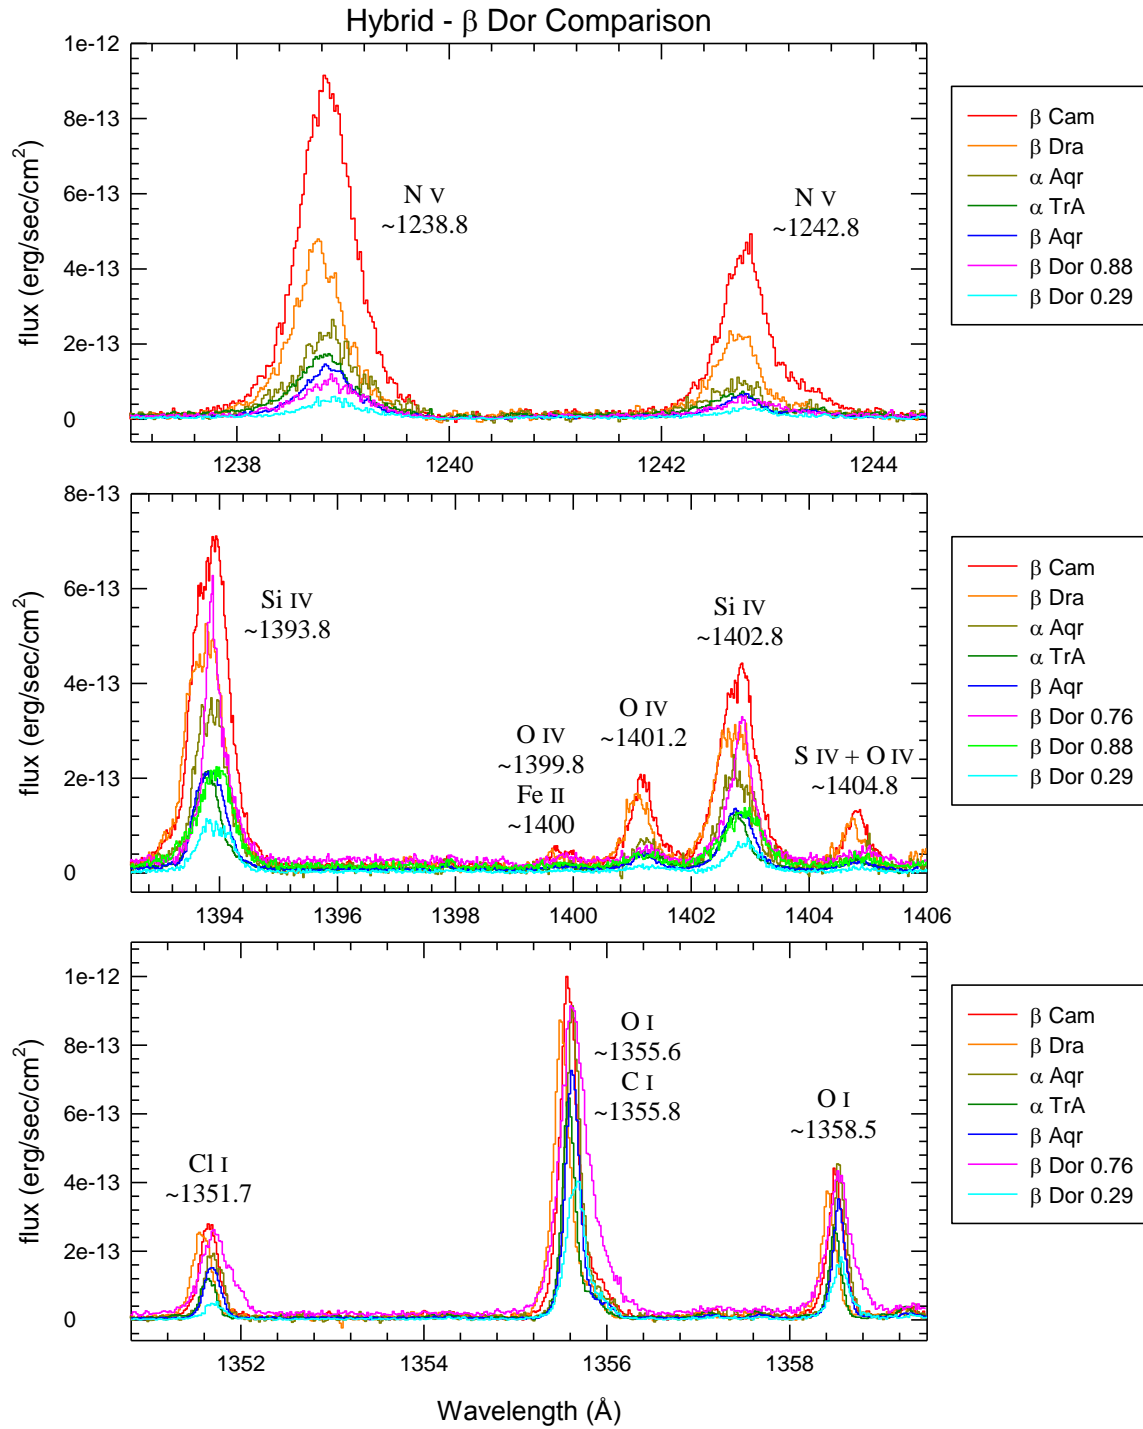 Hybrid - β Dor Comparison
1e-12
8e-13
6e-13
4e-13
2e-13
0
flux (erg/sec/cm²)
N V
~1238.8
N V
~1242.8
1238
1240
1242
1244
β Cam
β Dra
α Aqr
α TrA
β Aqr
β Dor 0.88
β Dor 0.29
8e-13
6e-13
4e-13
2e-13
0
flux (erg/sec/cm²)
Si IV
~1393.8
O IV
~1399.8
Fe II
~1400
O IV
~1401.2
Si IV
~1402.8
S IV + O IV
~1404.8
1394
1396
1398
1400
1402
1404
1406
β Cam
β Dra
α Aqr
α TrA
β Aqr
β Dor 0.76
β Dor 0.88
β Dor 0.29
1e-12
8e-13
6e-13
4e-13
2e-13
0
flux (erg/sec/cm²)
Cl I
~1351.7
O I
~1355.6
C I
~1355.8
O I
~1358.5
1352
1354
1356
1358
β Cam
β Dra
α Aqr
α TrA
β Aqr
β Dor 0.76
β Dor 0.29
Wavelength (Å)